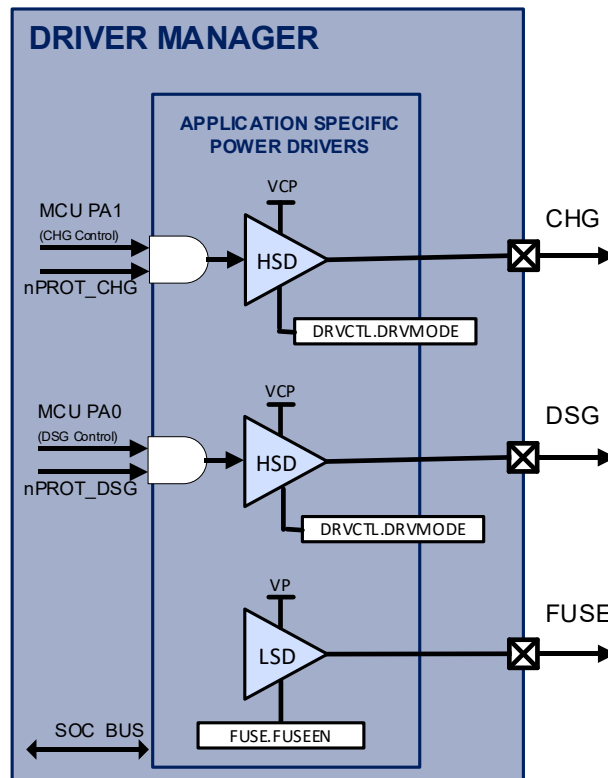 DRIVER MANAGER
APPLICATION SPECIFIC
POWER DRIVERS
VCP
MCU PA1
(CHG Control)
nPROT_CHG
HSD
CHG
DRVCTL.DRVMODE
VCP
MCU PA0
(DSG Control)
nPROT_DSG
HSD
DSG
DRVCTL.DRVMODE
VP
LSD
FUSE
FUSE.FUSEEN
SOC BUS